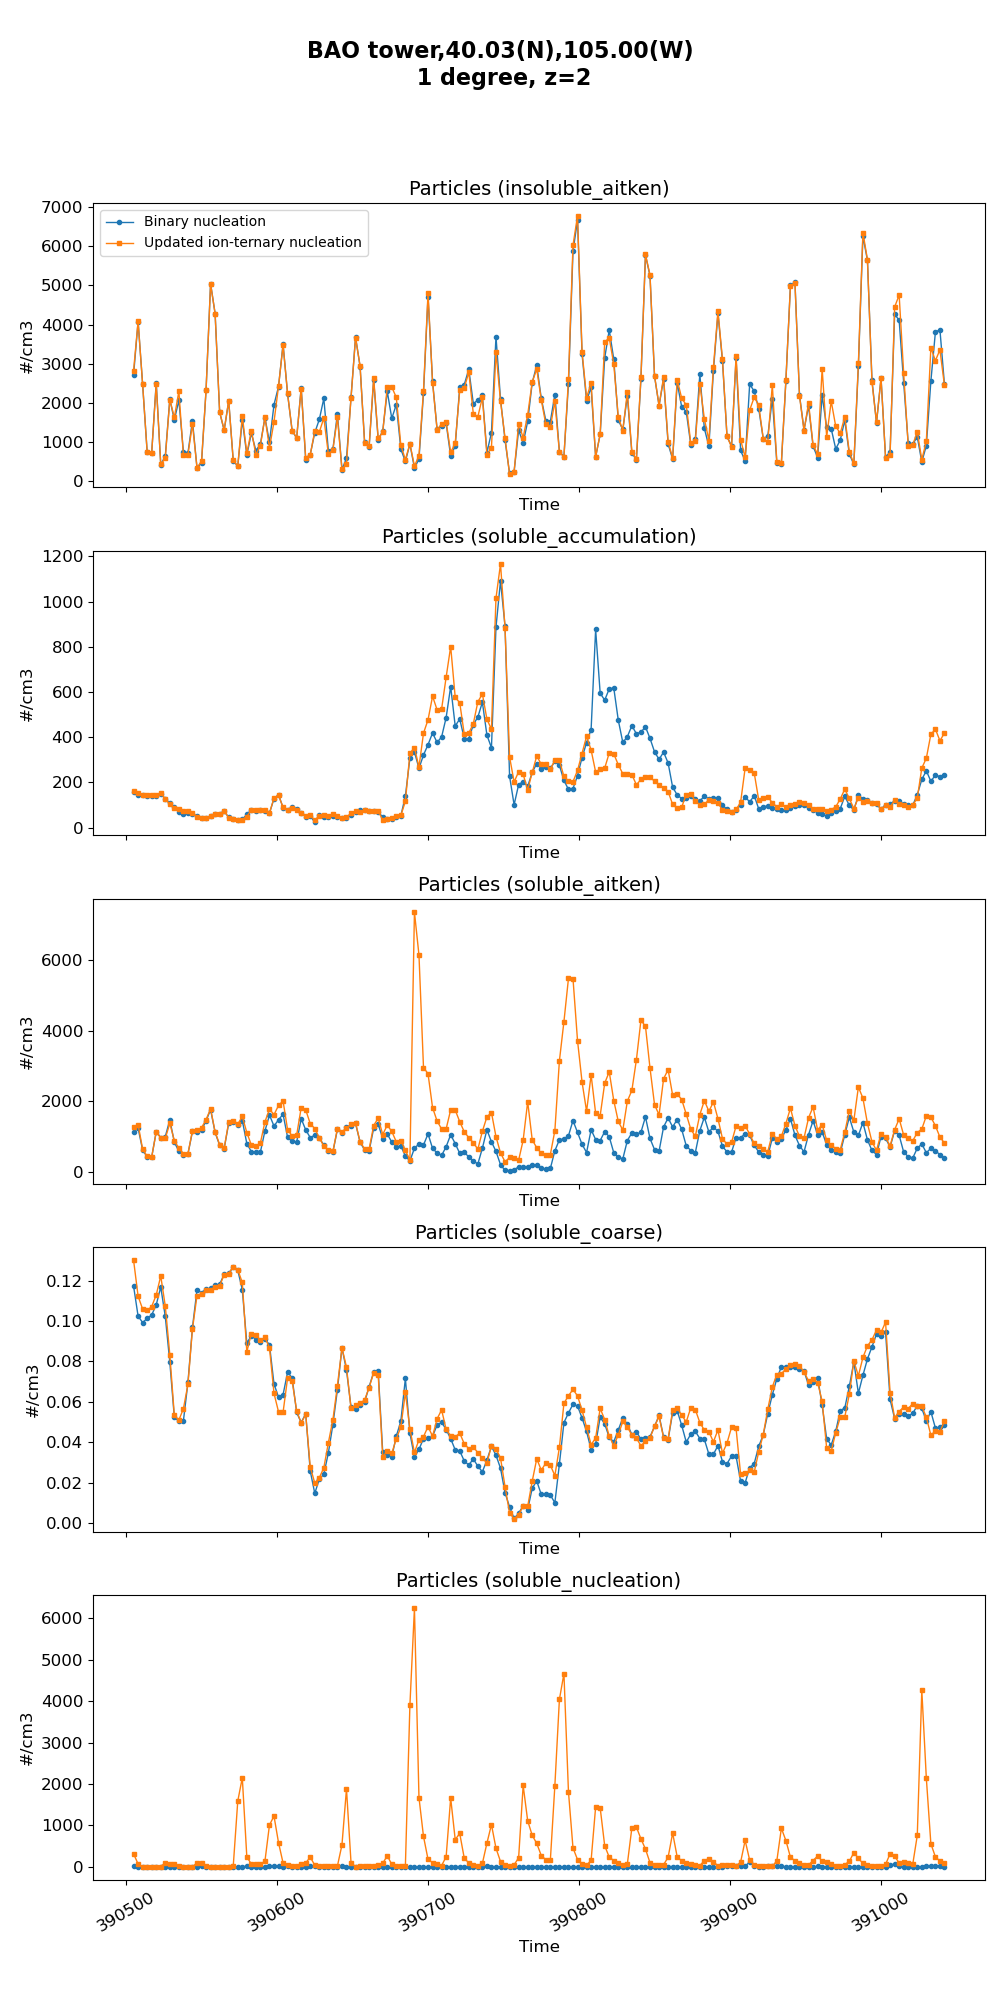 BAO tower,40.03(N),105.00(W)
1 degree, z=2
Particles (insoluble_aitken)
7000
6000
5000
4000
3000
2000
1000
0
#/cm3
Binary nucleation
Updated ion-ternary nucleation
Time
Particles (soluble_accumulation)
1200
1000
800
600
400
200
0
#/cm3
Time
Particles (soluble_aitken)
6000
4000
2000
0
#/cm3
Time
Particles (soluble_coarse)
0.12
0.10
0.08
0.06
0.04
0.02
0.00
#/cm3
Time
Particles (soluble_nucleation)
6000
5000
4000
3000
2000
1000
0
#/cm3
390500
390600
390700
390800
390900
391000
Time